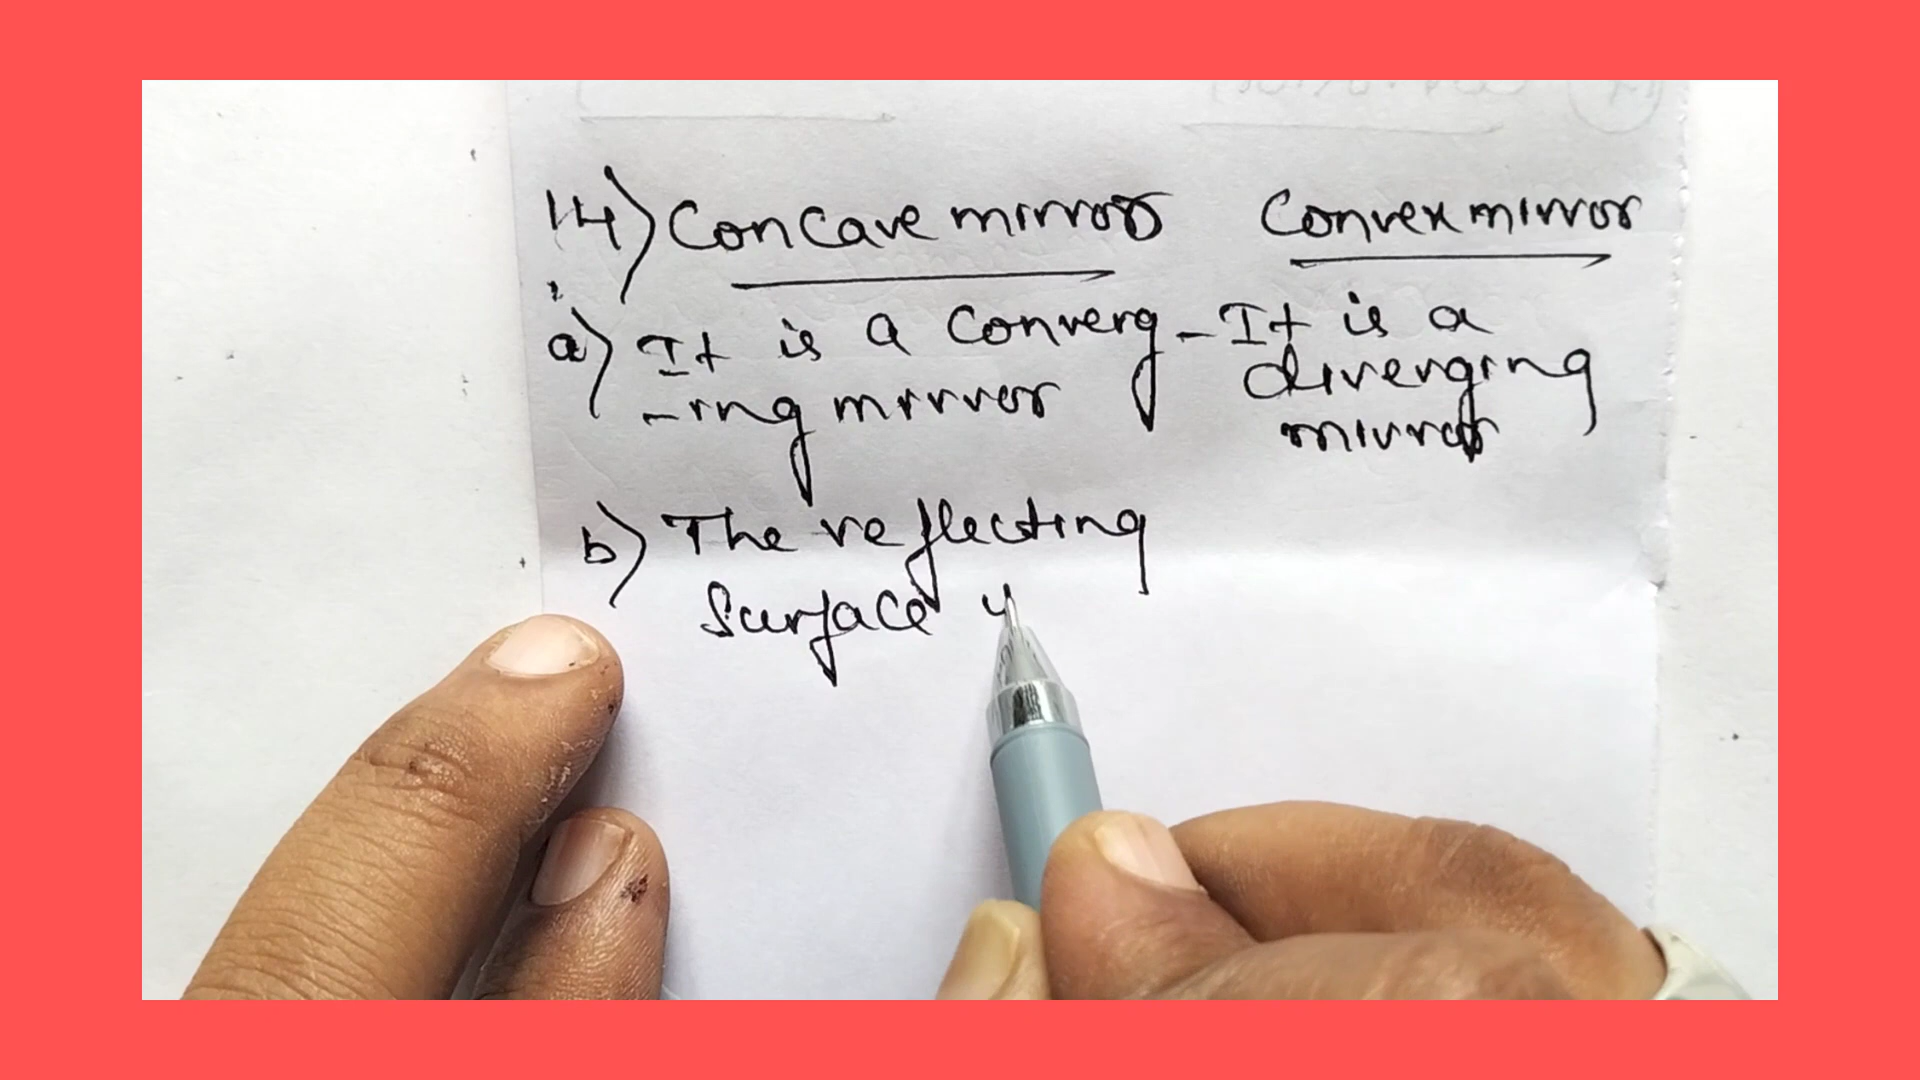 14) Concave mirror Convex mirror
a) It is a Converg - It is a
-ing mirror diverging
mirror
b) The reflecting
Surface